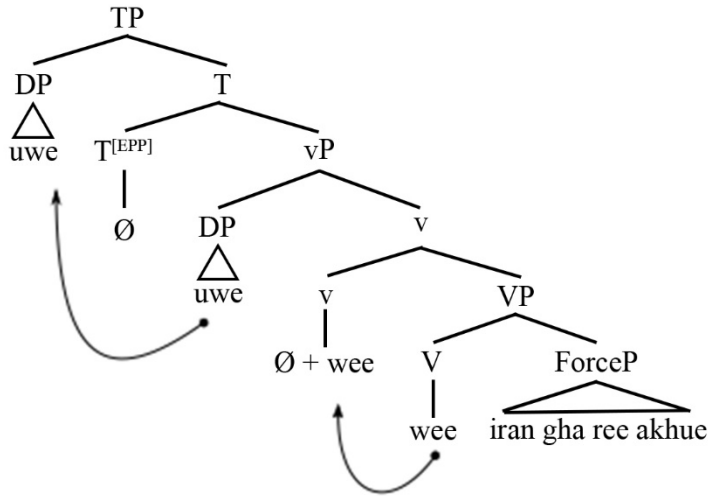 TP
DP T
uwe T[EPP] vP
Ø DP v
uwe v VP
Ø + wee V ForceP
wee iran gha ree akhue